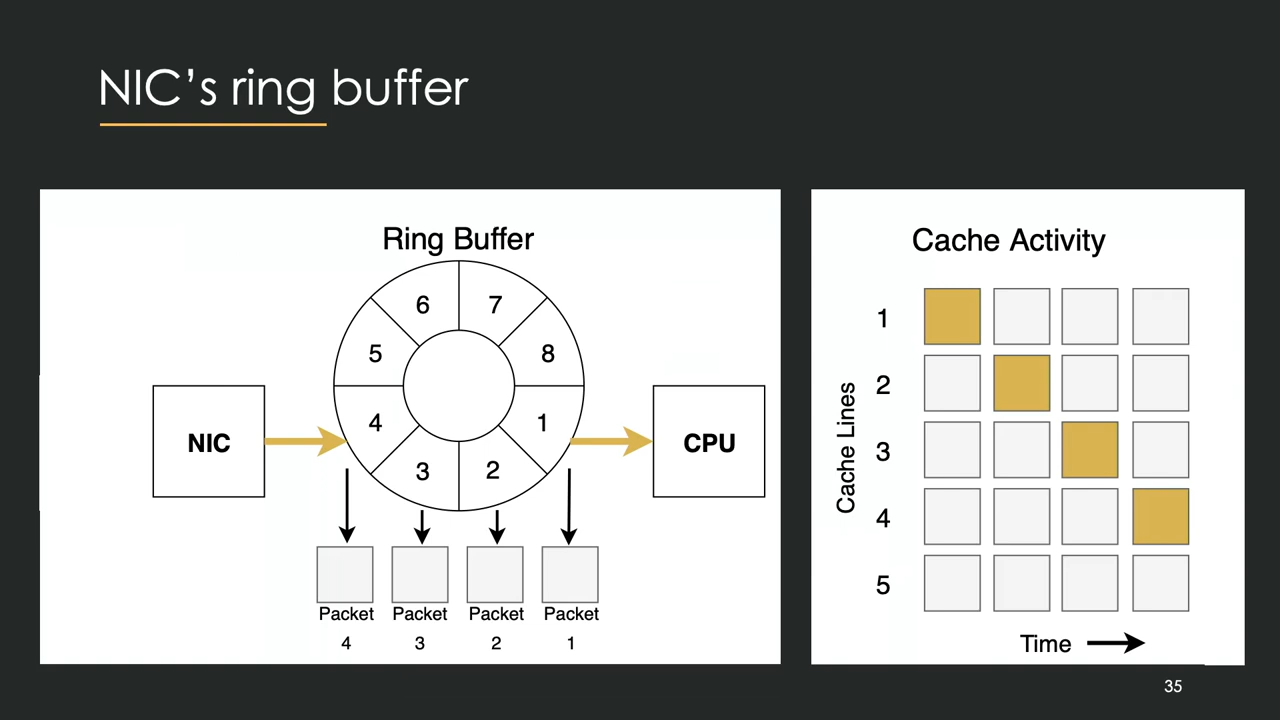 NIC’s ring buffer
Ring Buffer
6
7
5
8
4
1
3
2
NIC
CPU
Packet
4
Packet
3
Packet
2
Packet
1
Cache Activity
Cache Lines
1
2
3
4
5
Time
35